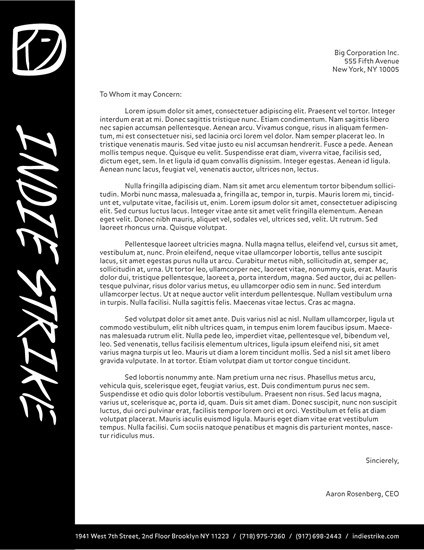 Big Corporation Inc.
555 Fifth Avenue
New York, NY 10005
To Whom it may Concern:
Lorem ipsum dolor sit amet, consectetuer adipiscing elit. Praesent vel tortor. Integer
interdum erat at mi. Donec sagittis tristique nunc. Etiam condimentum. Nam sagittis libero
nec sapien accumsan pellentesque. Aenean arcu. Vivamus congue, risus in aliquam fermen-
tum, mi est consectetuer nisi, sed lacinia orci lorem vel dolor. Nam semper placerat leo. In
tristique venenatis mauris. Sed vitae justo eu nisl accumsan hendrerit. Fusce a pede. Aenean
mollis tempus neque. Quisque eu velit. Suspendisse erat diam, viverra vitae, facilisis sed,
dictum eget, sem. In et ligula id quam convallis dignissim. Integer egestas. Aenean id ligula.
Aenean nunc lacus, feugiat vel, venenatis auctor, ultrices non, lectus.
Nulla fringilla adipiscing diam. Nam sit amet arcu elementum tortor bibendum sollici-
tudin. Morbi nunc massa, malesuada a, fringilla ac, tempor in, turpis. Mauris lorem mi, tincid-
unt et, vulputate vitae, facilisis ut, enim. Lorem ipsum dolor sit amet, consectetuer adipiscing
elit. Sed cursus luctus lacus. Integer vitae ante sit amet velit fringilla elementum. Aenean
eget velit. Donec nibh mauris, aliquet vel, sodales vel, ultrices sed, velit. Ut rutrum. Sed
laoreet rhoncus urna. Quisque volutpat.
Pellentesque laoreet ultricies magna. Nulla magna tellus, eleifend vel, cursus sit amet,
vestibulum at, nunc. Proin eleifend, neque vitae ullamcorper lobortis, tellus ante suscipit
lacus, sit amet egestas purus nulla ut arcu. Curabitur metus nibh, sollicitudin at, semper ac,
sollicitudin at, urna. Ut tortor leo, ullamcorper nec, laoreet vitae, nonummy quis, erat. Mauris
dolor dui, tristique pellentesque, laoreet a, porta interdum, magna. Sed auctor, dui ac pellen-
tesque pulvinar, risus dolor varius metus, eu ullamcorper odio sem in nunc. Sed interdum
ullamcorper lectus. Ut at neque auctor velit interdum pellentesque. Nullam vestibulum urna
in turpis. Nulla facilisi. Nulla sagittis felis. Maecenas vitae lectus. Cras ac magna.
Sed volutpat dolor sit amet ante. Duis varius nisl ac nisl. Nullam ullamcorper, ligula ut
commodo vestibulum, elit nibh ultrices quam, in tempus enim lorem faucibus ipsum. Maece-
nas malesuada rutrum elit. Nulla pede leo, imperdiet vitae, pellentesque vel, bibendum vel,
leo. Sed venenatis, tellus facilisis elementum ultrices, ligula ipsum eleifend nisi, sit amet
varius magna turpis ut leo. Mauris ut diam a lorem tincidunt mollis. Sed a nisl sit amet libero
gravida vulputate. In at tortor. Etiam volutpat diam ut tortor congue tincidunt.
Sed lobortis nonummy ante. Nam pretium urna nec risus. Phasellus metus arcu,
vehicula quis, scelerisque eget, feugiat varius, est. Duis condimentum purus nec sem.
Suspendisse et odio quis dolor lobortis vestibulum. Praesent non risus. Sed lacus magna,
varius ut, scelerisque ac, porta id, quam. Duis sit amet diam. Donec suscipit, nunc non suscipit
luctus, dui orci pulvinar erat, facilisis tempor lorem orci et orci. Vestibulum et felis at diam
volutpat placerat. Mauris iaculis euismod ligula. Mauris eget diam vitae erat vestibulum
tempus. Nulla facilisi. Cum sociis natoque penatibus et magnis dis parturient montes, nasce-
tur ridiculus mus.
Sincerely,
Aaron Rosenberg, CEO
INDIE STRIKE
1941 West 7th Street, 2nd Floor Brooklyn NY 11223 / (718) 975-7360 / (917) 698-2443 / indiestrike.com